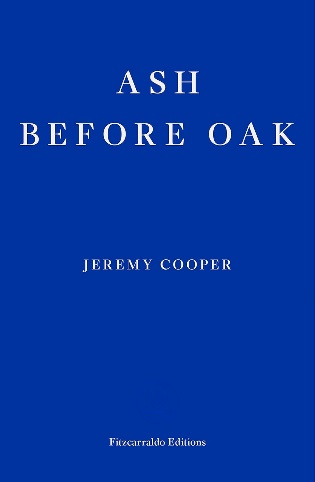 ASH
BEFORE OAK
JEREMY COOPER
Fitzcarraldo Editions